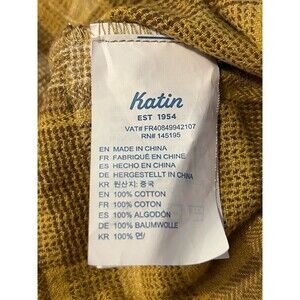 Katin
EST 1954
VAT# FR40849942107
RN# 145195
EN MADE IN CHINA
FR FABRIQUÉ EN CHINE
ES HECHO EN CHINA
DE HERGESTELLT IN CHINA
KR 원산지: 중국
EN 100% COTTON
FR 100% COTON
ES 100% ALGODÓN
DE 100% BAUMWOLLE
KR 100% 면/